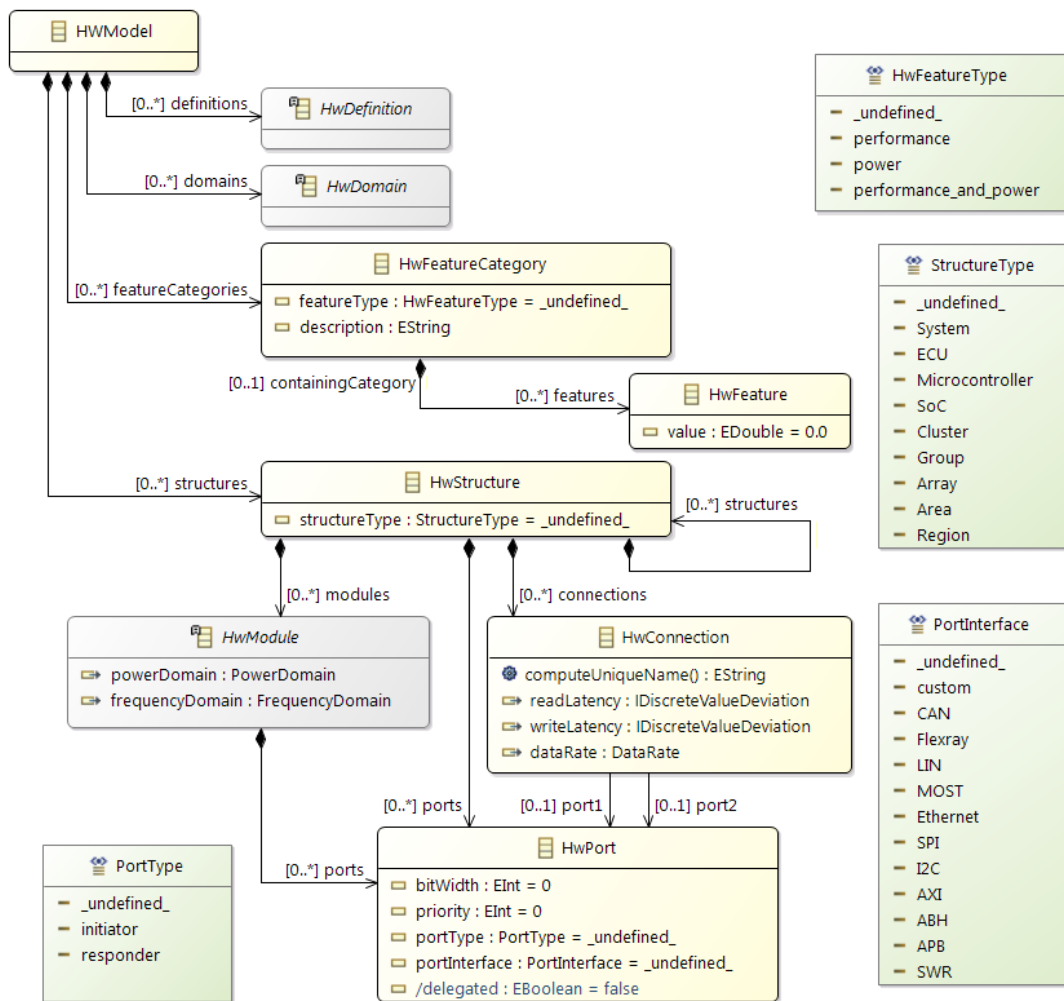 HWModel
[0..*] definitions
HwDefinition
[0..*] domains
HwDomain
[0..*] featureCategories
HwFeatureCategory
featureType : HwFeatureType = _undefined_
description : EString
[0..1] containingCategory
[0..*] features
HwFeature
value : EDouble = 0.0
[0..*] structures
HwStructure
structureType : StructureType = _undefined_
[0..*] structures
[0..*] modules
[0..*] connections
HwModule
powerDomain : PowerDomain
frequencyDomain : FrequencyDomain
HwConnection
computeUniqueName() : EString
readLatency : IDiscreteValueDeviation
writeLatency : IDiscreteValueDeviation
dataRate : DataRate
[0..*] ports
[0..1] port1
[0..1] port2
[0..*] ports
HwPort
bitWidth : EInt = 0
priority : EInt = 0
portType : PortType = _undefined_
portInterface : PortInterface = _undefined_
/delegated : EBoolean = false
PortType
_undefined_
initiator
responder
HwFeatureType
_undefined_
performance
power
performance_and_power
StructureType
_undefined_
System
ECU
Microcontroller
SoC
Cluster
Group
Array
Area
Region
PortInterface
_undefined_
custom
CAN
Flexray
LIN
MOST
Ethernet
SPI
I2C
AXI
ABH
APB
SWR